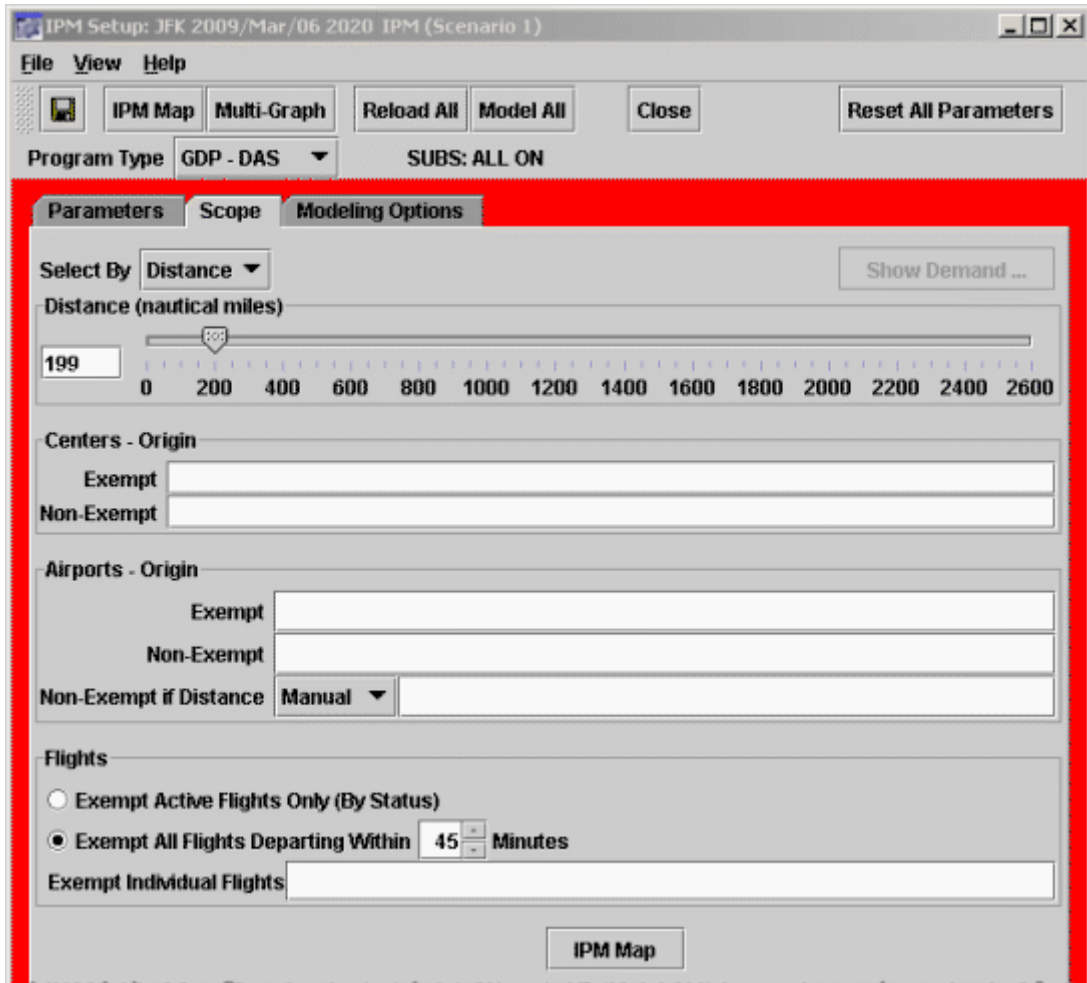 IPM Setup: JFK 2009/Mar/06 2020 IPM (Scenario 1)
File View Help
IPM Map Multi-Graph Reload All Model All Close Reset All Parameters
Program Type GDP - DAS SUBS: ALL ON
Parameters Scope Modeling Options
Select By Distance Show Demand ...
Distance (nautical miles)
199
0 200 400 600 800 1000 1200 1400 1600 1800 2000 2200 2400 2600
Centers - Origin
Exempt
Non-Exempt
Airports - Origin
Exempt
Non-Exempt
Non-Exempt if Distance Manual
Flights
Exempt Active Flights Only (By Status)
Exempt All Flights Departing Within 45 Minutes
Exempt Individual Flights
IPM Map